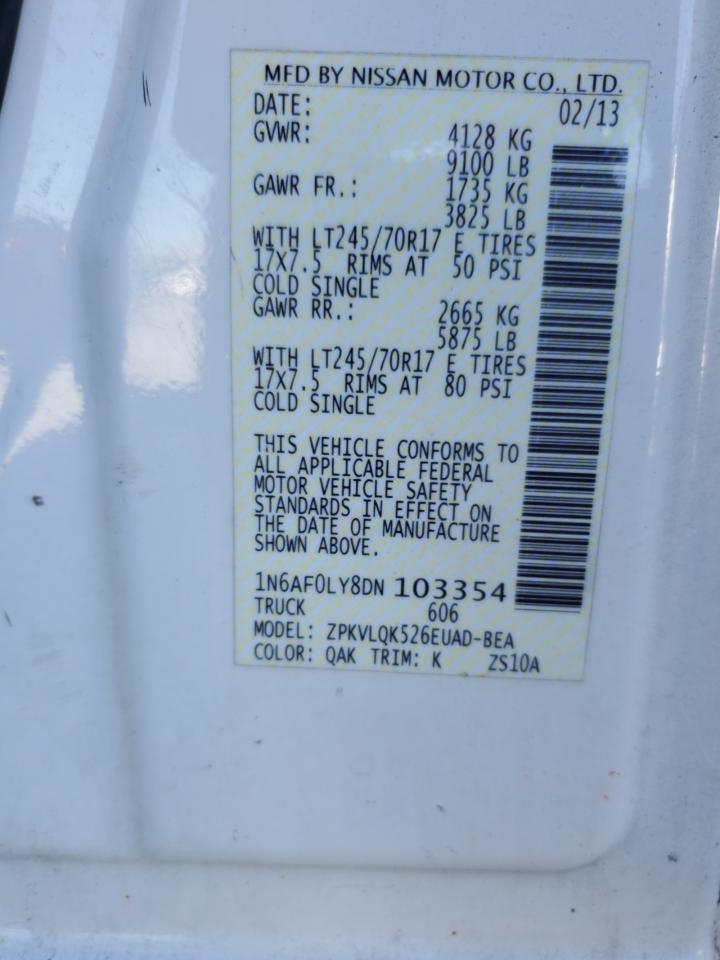 MFD BY NISSAN MOTOR CO., LTD.
DATE: 02/13
GVWR: 4128 KG
9100 LB
GAWR FR.: 1735 KG
3825 LB
WITH LT245/70R17 E TIRES
17X7.5 RIMS AT 50 PSI
COLD SINGLE
GAWR RR.: 2665 KG
5875 LB
WITH LT245/70R17 E TIRES
17X7.5 RIMS AT 80 PSI
COLD SINGLE
THIS VEHICLE CONFORMS TO
ALL APPLICABLE FEDERAL
MOTOR VEHICLE SAFETY
STANDARDS IN EFFECT ON
THE DATE OF MANUFACTURE
SHOWN ABOVE.
1N6AF0LY8DN 103354
TRUCK 606
MODEL: ZPKVLQK526EUAD-BEA
COLOR: QAK TRIM: K ZS10A